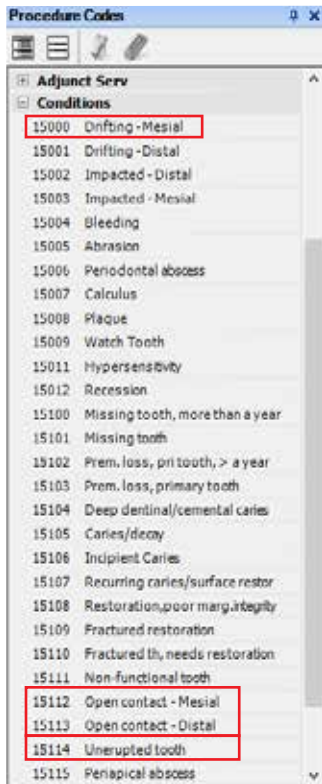 Procedure Codes
Adjunct Serv
Conditions
15000 Drifting -Mesial
15001 Drifting -Distal
15002 Impacted - Distal
15003 Impacted - Mesial
15004 Bleeding
15005 Abrasion
15006 Periodontal abscess
15007 Calculus
15008 Plaque
15009 Watch Tooth
15011 Hypersensitivity
15012 Recession
15100 Missing tooth, more than a year
15101 Missing tooth
15102 Prem. loss, pri tooth, > a year
15103 Prem. loss, primary tooth
15104 Deep dentinal/cemental caries
15105 Caries/decay
15106 Incipient Caries
15107 Recurring caries/surface restor
15108 Restoration,poor marg.integrity
15109 Fractured restoration
15110 Fractured th, needs restoration
15111 Non-functional tooth
15112 Open contact - Mesial
15113 Open contact - Distal
15114 Unerupted tooth
15115 Periapical abscess